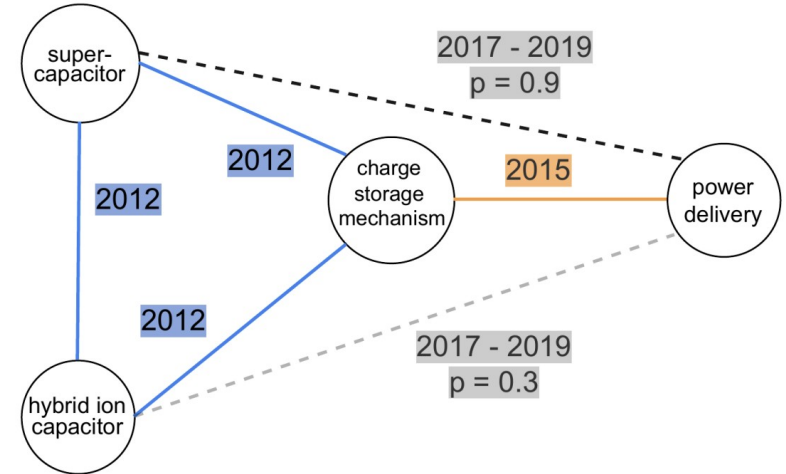 super-
capacitor
2017 - 2019
p = 0.9
2012
charge
storage
mechanism
2015
power
delivery
2012
2012
2017 - 2019
p = 0.3
hybrid ion
capacitor